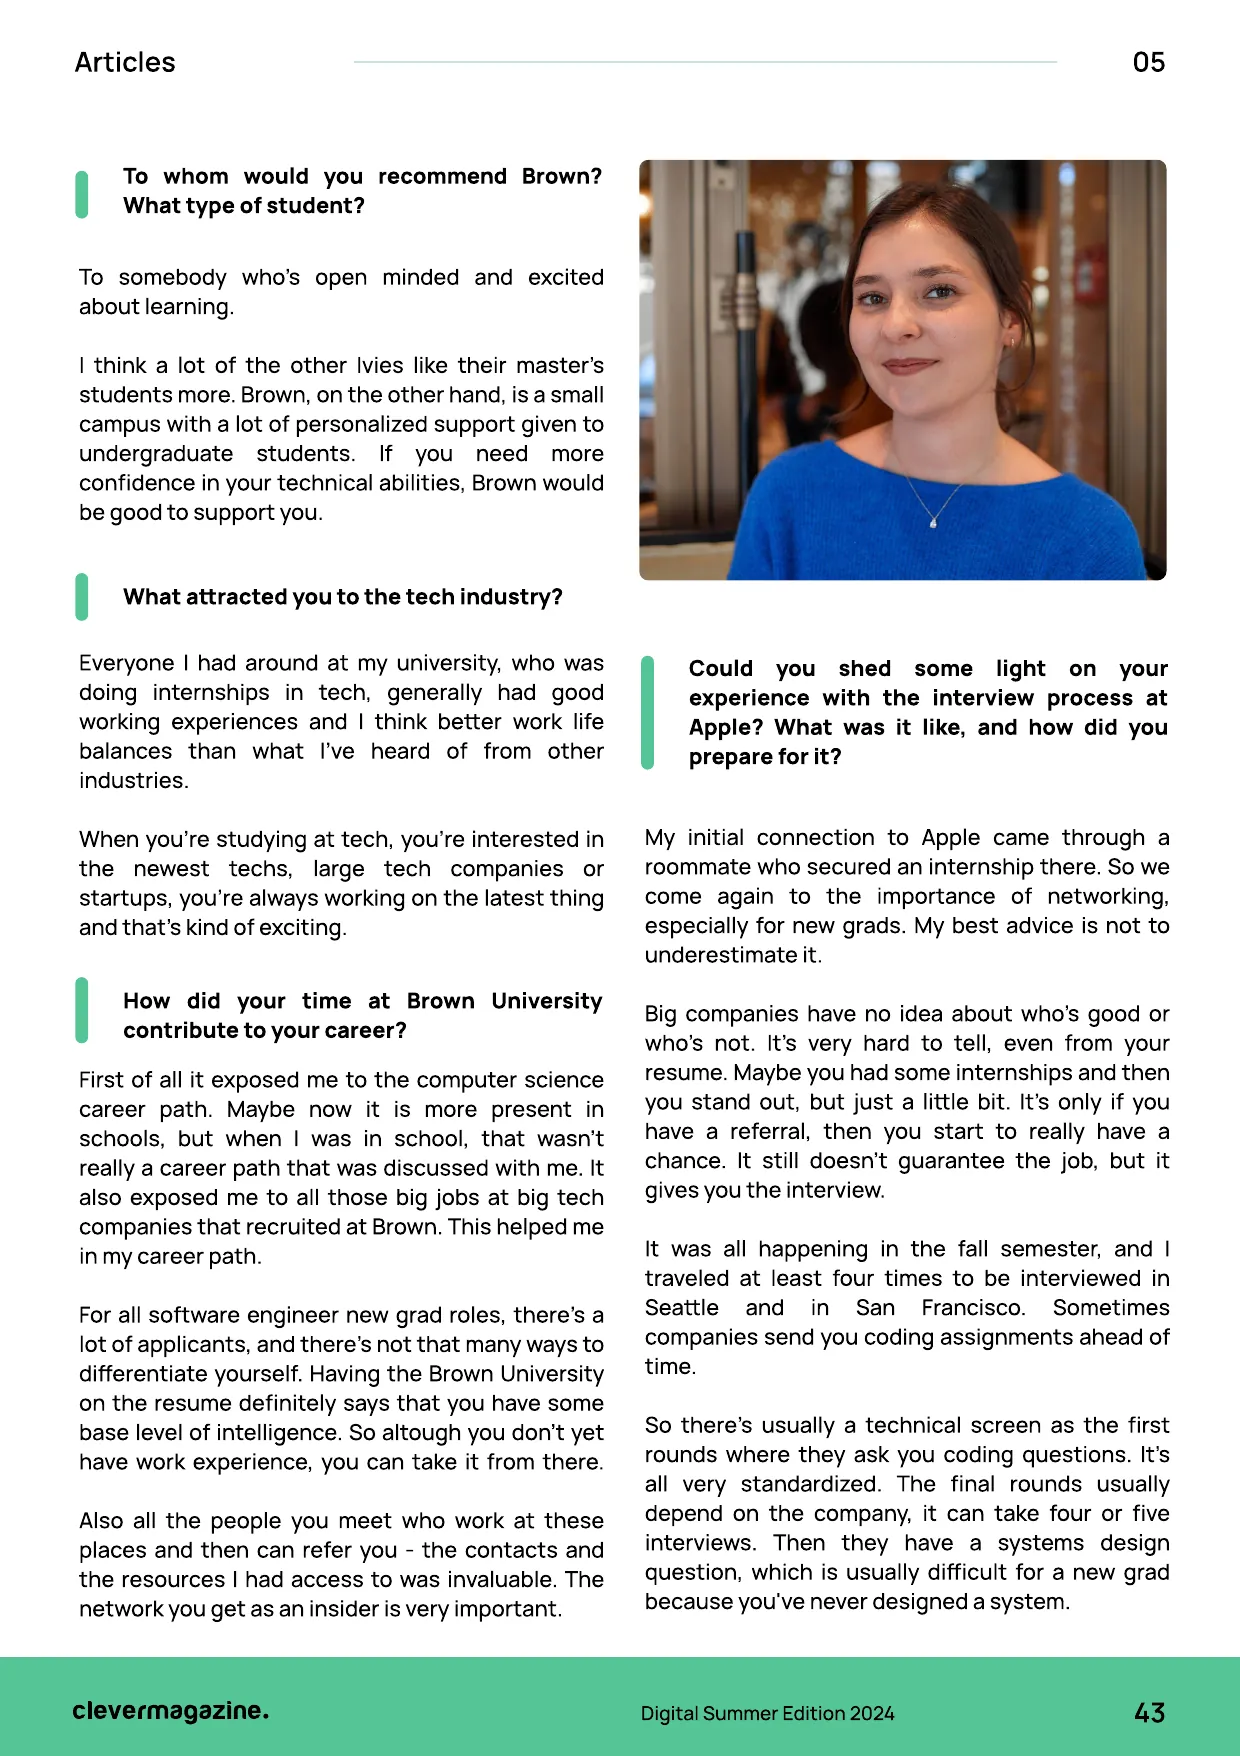 Articles
05
To whom would you recommend Brown?
What type of student?
To somebody who's open minded and excited
about learning.
I think a lot of the other Ivies like their master's
students more. Brown, on the other hand, is a small
campus with a lot of personalized support given to
undergraduate students. If you need more
confidence in your technical abilities, Brown would
be good to support you.
What attracted you to the tech industry?
Everyone I had around at my university, who was
doing internships in tech, generally had good
working experiences and I think better work life
balances than what I've heard of from other
industries.
When you're studying at tech, you're interested in
the newest techs, large tech companies or
startups, you're always working on the latest thing
and that's kind of exciting.
How did your time at Brown University
contribute to your career?
First of all it exposed me to the computer science
career path. Maybe now it is more present in
schools, but when I was in school, that wasn't
really a career path that was discussed with me. It
also exposed me to all those big jobs at big tech
companies that recruited at Brown. This helped me
in my career path.
For all software engineer new grad roles, there's a
lot of applicants, and there's not that many ways to
differentiate yourself. Having the Brown University
on the resume definitely says that you have some
base level of intelligence. So altough you don't yet
have work experience, you can take it from there.
Also all the people you meet who work at these
places and then can refer you - the contacts and
the resources I had access to was invaluable. The
network you get as an insider is very important.
Could you shed some light on your
experience with the interview process at
Apple? What was it like, and how did you
prepare for it?
My initial connection to Apple came through a
roommate who secured an internship there. So we
come again to the importance of networking,
especially for new grads. My best advice is not to
underestimate it.
Big companies have no idea about who's good or
who's not. It's very hard to tell, even from your
resume. Maybe you had some internships and then
you stand out, but just a little bit. It's only if you
have a referral, then you start to really have a
chance. It still doesn't guarantee the job, but it
gives you the interview.
It was all happening in the fall semester, and I
traveled at least four times to be interviewed in
Seattle and in San Francisco. Sometimes
companies send you coding assignments ahead of
time.
So there's usually a technical screen as the first
rounds where they ask you coding questions. It's
all very standardized. The final rounds usually
depend on the company, it can take four or five
interviews. Then they have a systems design
question, which is usually difficult for a new grad
because you've never designed a system.
clevermagazine.
Digital Summer Edition 2024
43